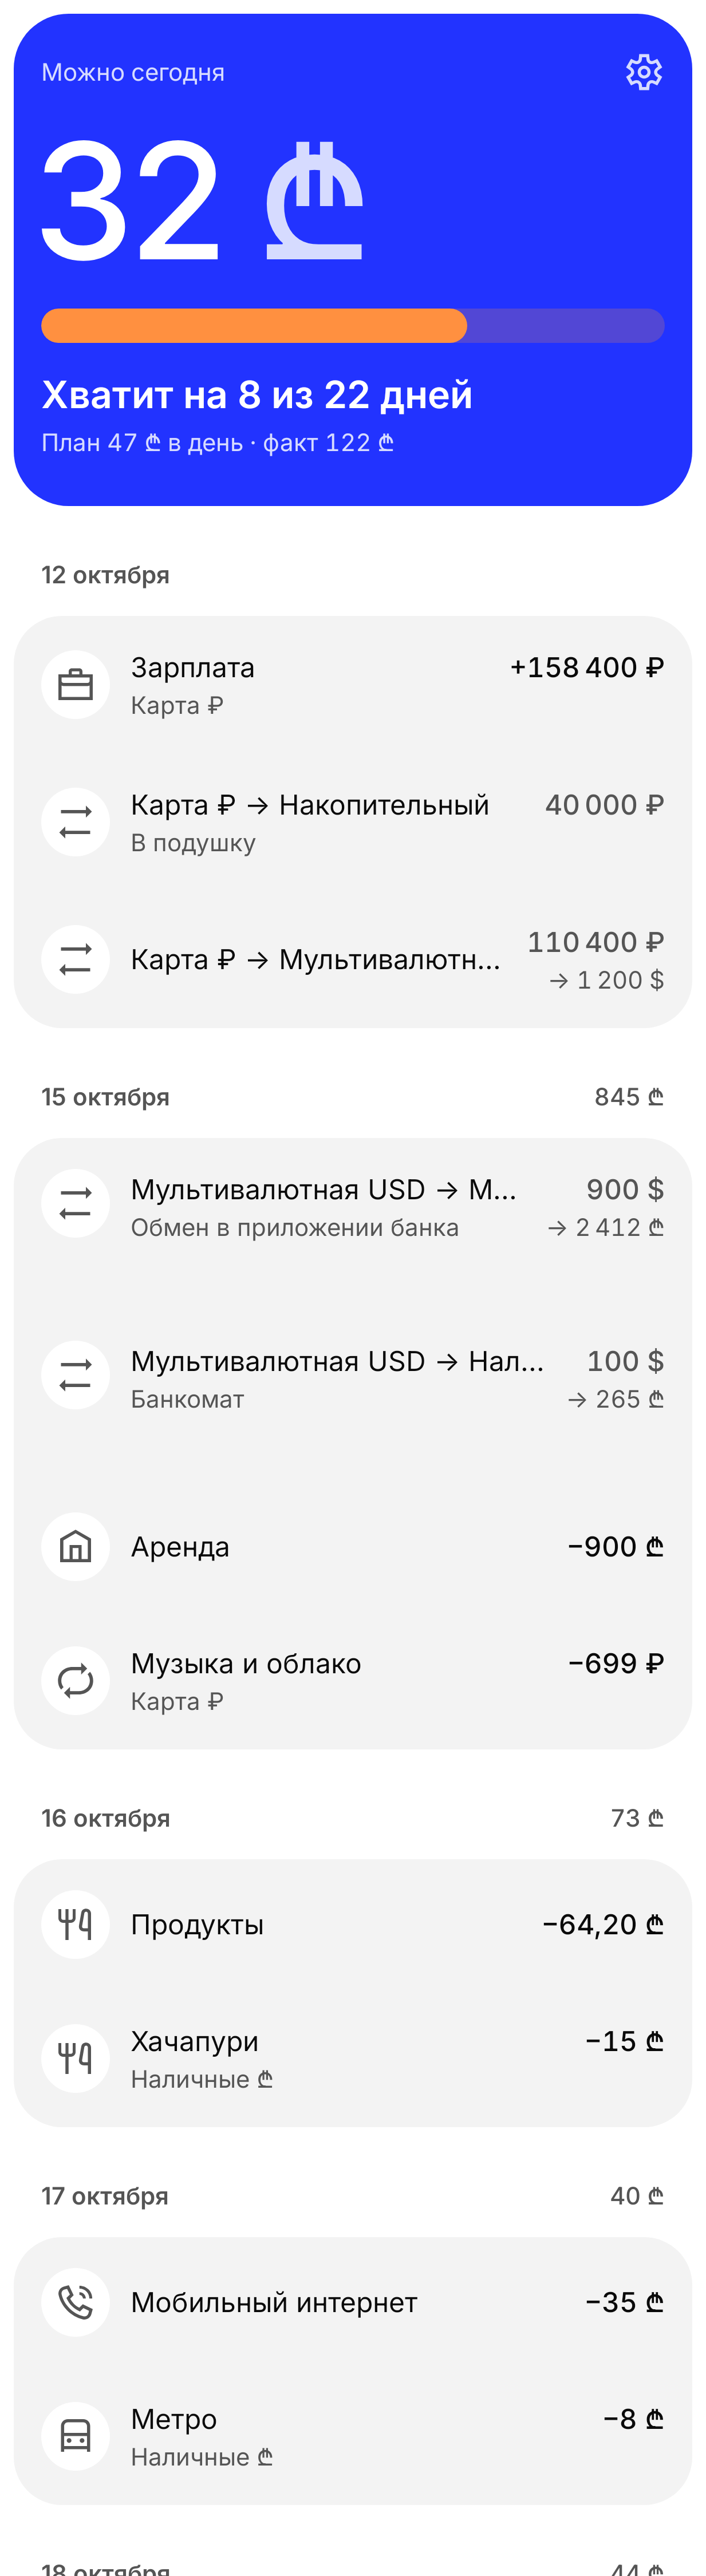 Можно сегодня
32 ₾
Хватит на 8 из 22 дней
План 47 ₾ в день · факт 122 ₾
12 октября
Зарплата +158 400 ₽
Карта ₽
Карта ₽ → Накопительный 40 000 ₽
В подушку
Карта ₽ → Мультивалютн... 110 400 ₽
→ 1 200 $
15 октября 845 ₾
Мультивалютная USD → М... 900 $
Обмен в приложении банка → 2 412 ₾
Мультивалютная USD → Нал... 100 $
Банкомат → 265 ₾
Аренда −900 ₾
Музыка и облако −699 ₽
Карта ₽
16 октября 73 ₾
Продукты −64,20 ₾
Хачапури −15 ₾
Наличные ₾
17 октября 40 ₾
Мобильный интернет −35 ₾
Метро −8 ₾
Наличные ₾
18 октября 44 ₾